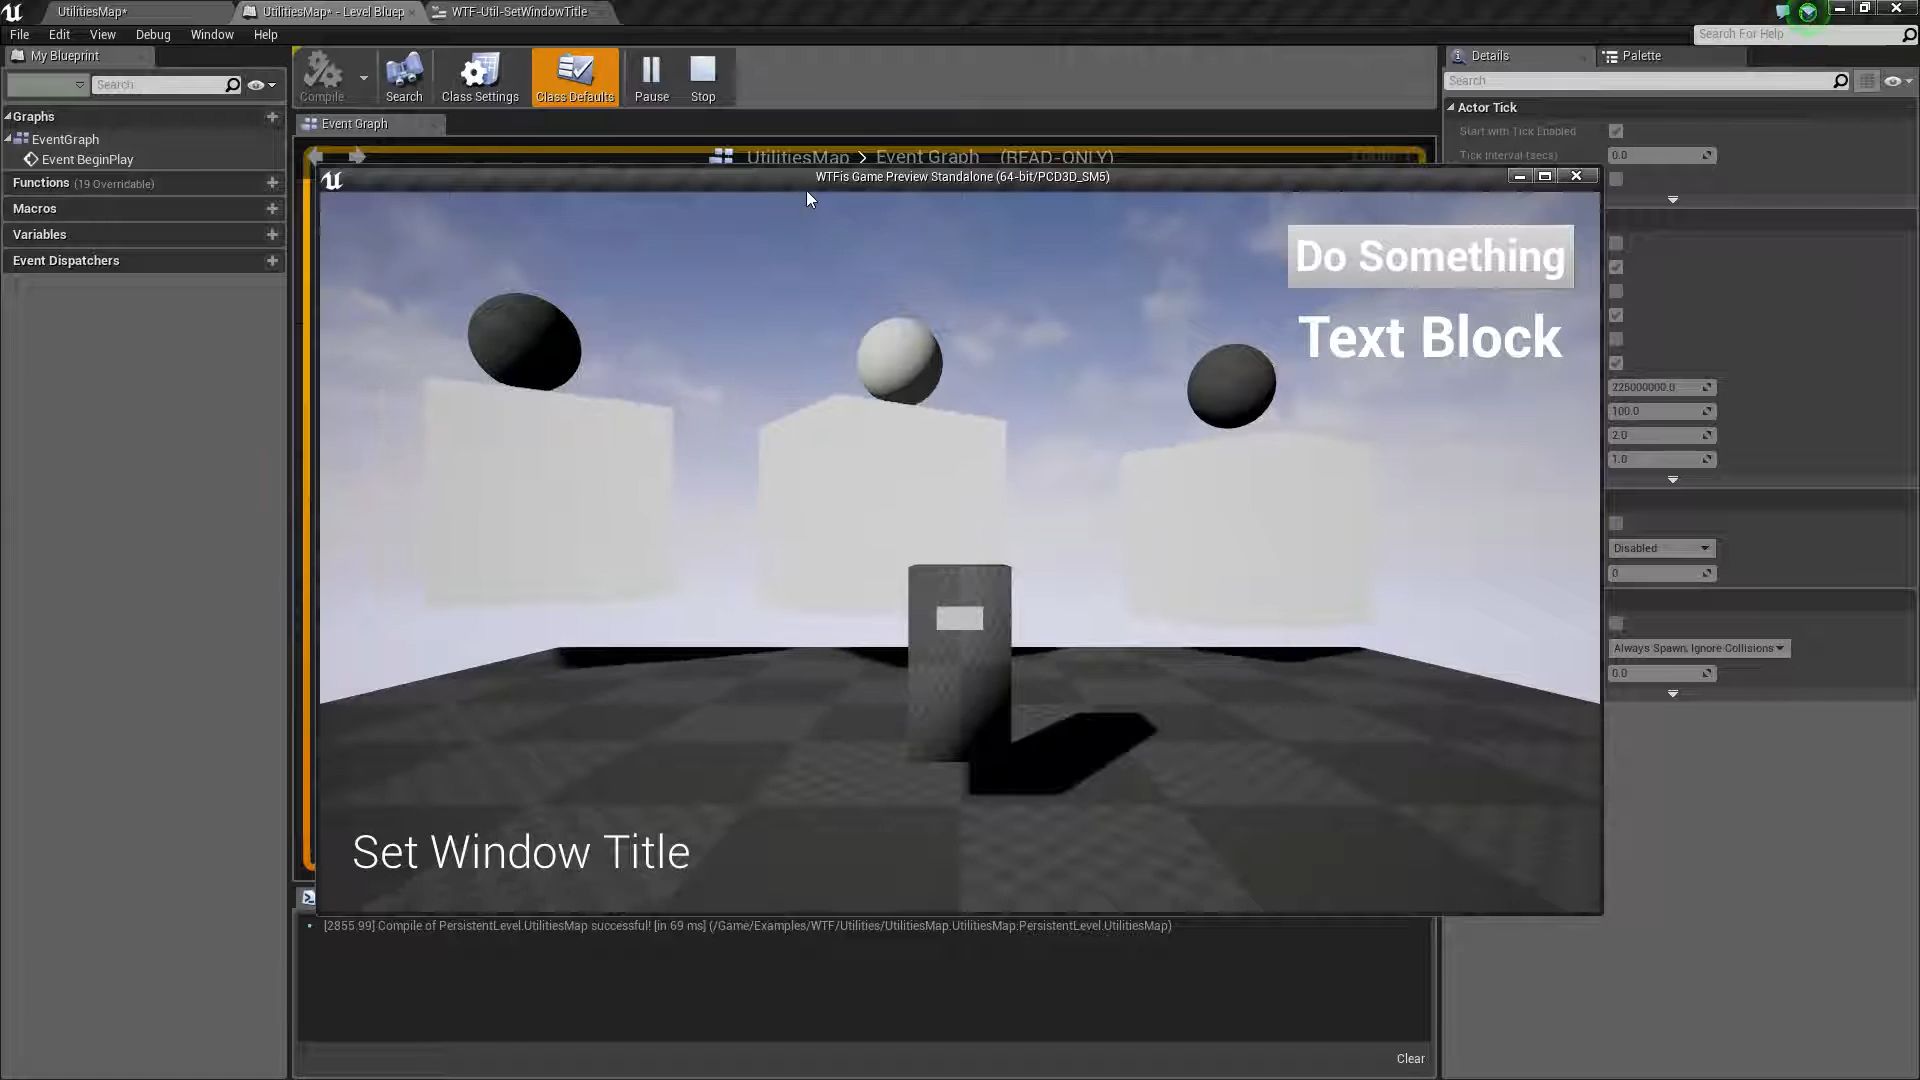 UtilitiesMap*
UtilitiesMap* - Level Bluep
WTF-Util-SetWindowTitle
File
Edit
View
Debug
Window
Help
Search For Help
My Blueprint
Search
Compile
Search
Class Settings
Class Defaults
Pause
Stop
Details
Palette
Search
Graphs
EventGraph
Event BeginPlay
Functions (19 Overridable)
Macros
Variables
Event Dispatchers
Event Graph
UtilitiesMap > Event Graph (READ-ONLY)
WTFis Game Preview Standalone (64-bit/PCD3D_SM5)
Do Something
Text Block
Set Window Title
Actor Tick
Start with Tick Enabled
Tick Interval (secs)
0.0
225000000.0
100.0
2.0
1.0
Disabled
0
Always Spawn, Ignore Collisions
0.0
[2855.99] Compile of PersistentLevel.UtilitiesMap successful! [in 69 ms] (/Game/Examples/WTF/Utilities/UtilitiesMap.UtilitiesMap:PersistentLevel.UtilitiesMap)
Clear